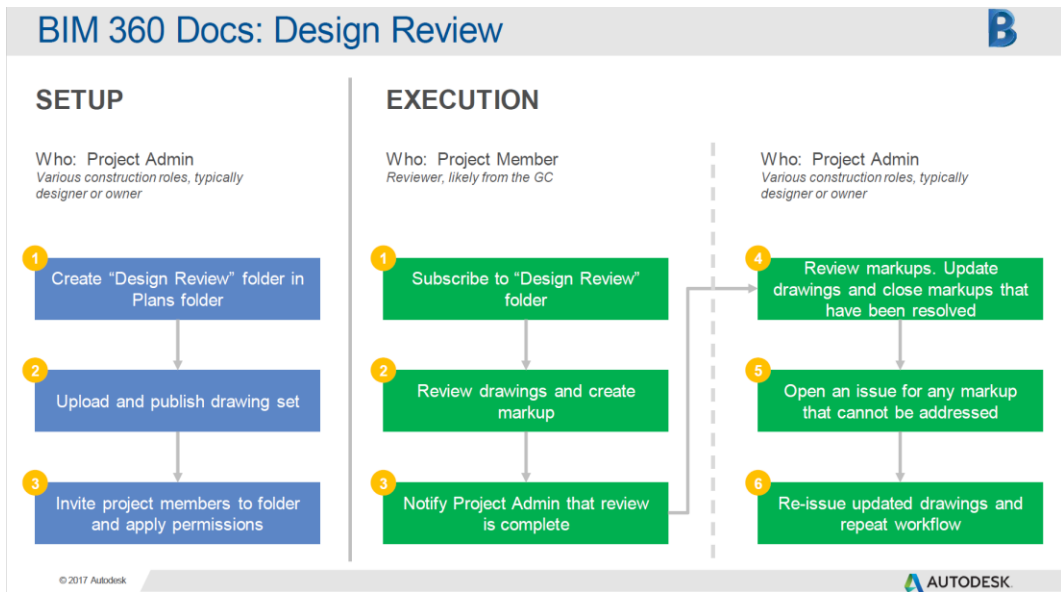 BIM 360 Docs: Design Review
SETUP
Who: Project Admin
Various construction roles, typically
designer or owner
1
Create “Design Review” folder in
Plans folder
2
Upload and publish drawing set
3
Invite project members to folder
and apply permissions
EXECUTION
Who: Project Member
Reviewer, likely from the GC
1
Subscribe to “Design Review”
folder
2
Review drawings and create
markup
3
Notify Project Admin that review
is complete
Who: Project Admin
Various construction roles, typically
designer or owner
4
Review markups. Update
drawings and close markups that
have been resolved
5
Open an issue for any markup
that cannot be addressed
6
Re-issue updated drawings and
repeat workflow
© 2017 Autodesk
AUTODESK.